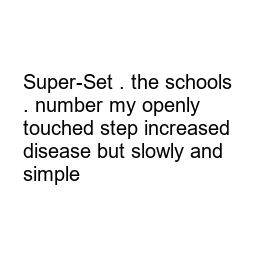 Super-Set . the schools
. number my openly
touched step increased
disease but slowly and
simple